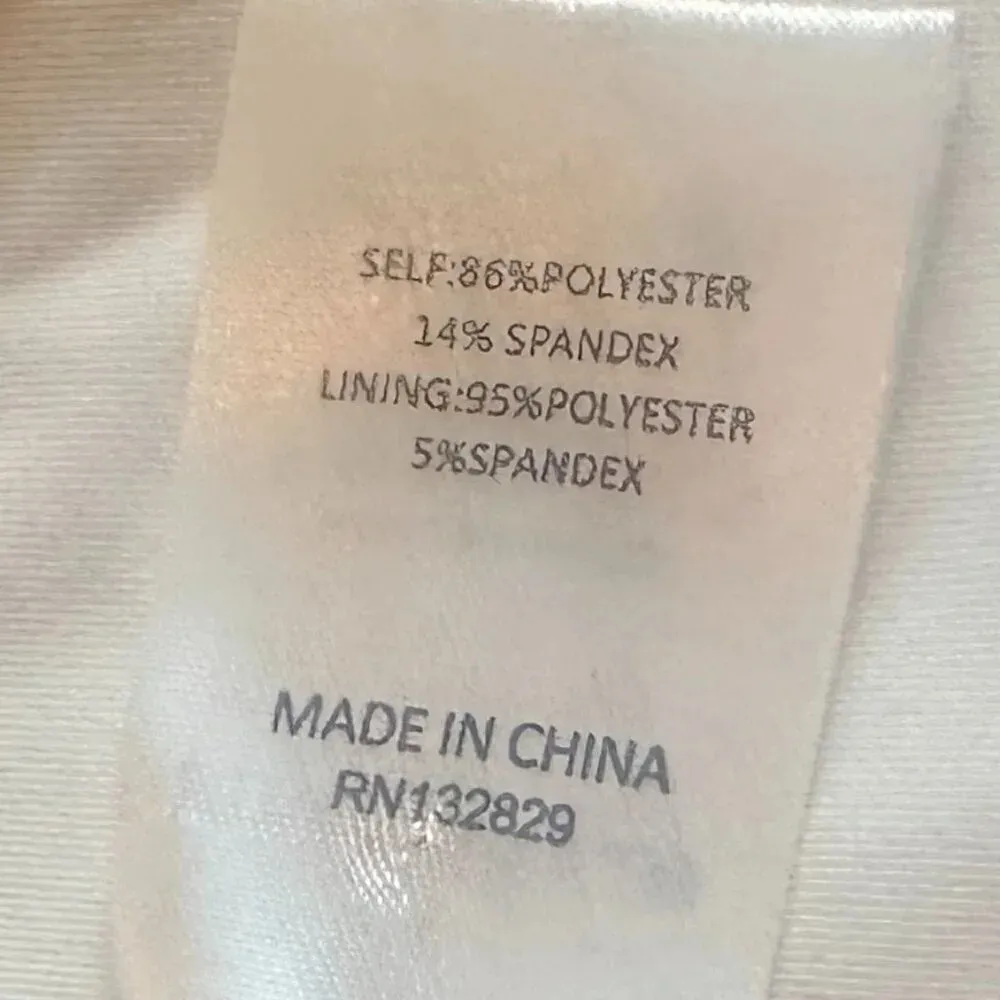 SELF:86%POLYESTER
14% SPANDEX
LINING:95%POLYESTER
5%SPANDEX
MADE IN CHINA
RN132829